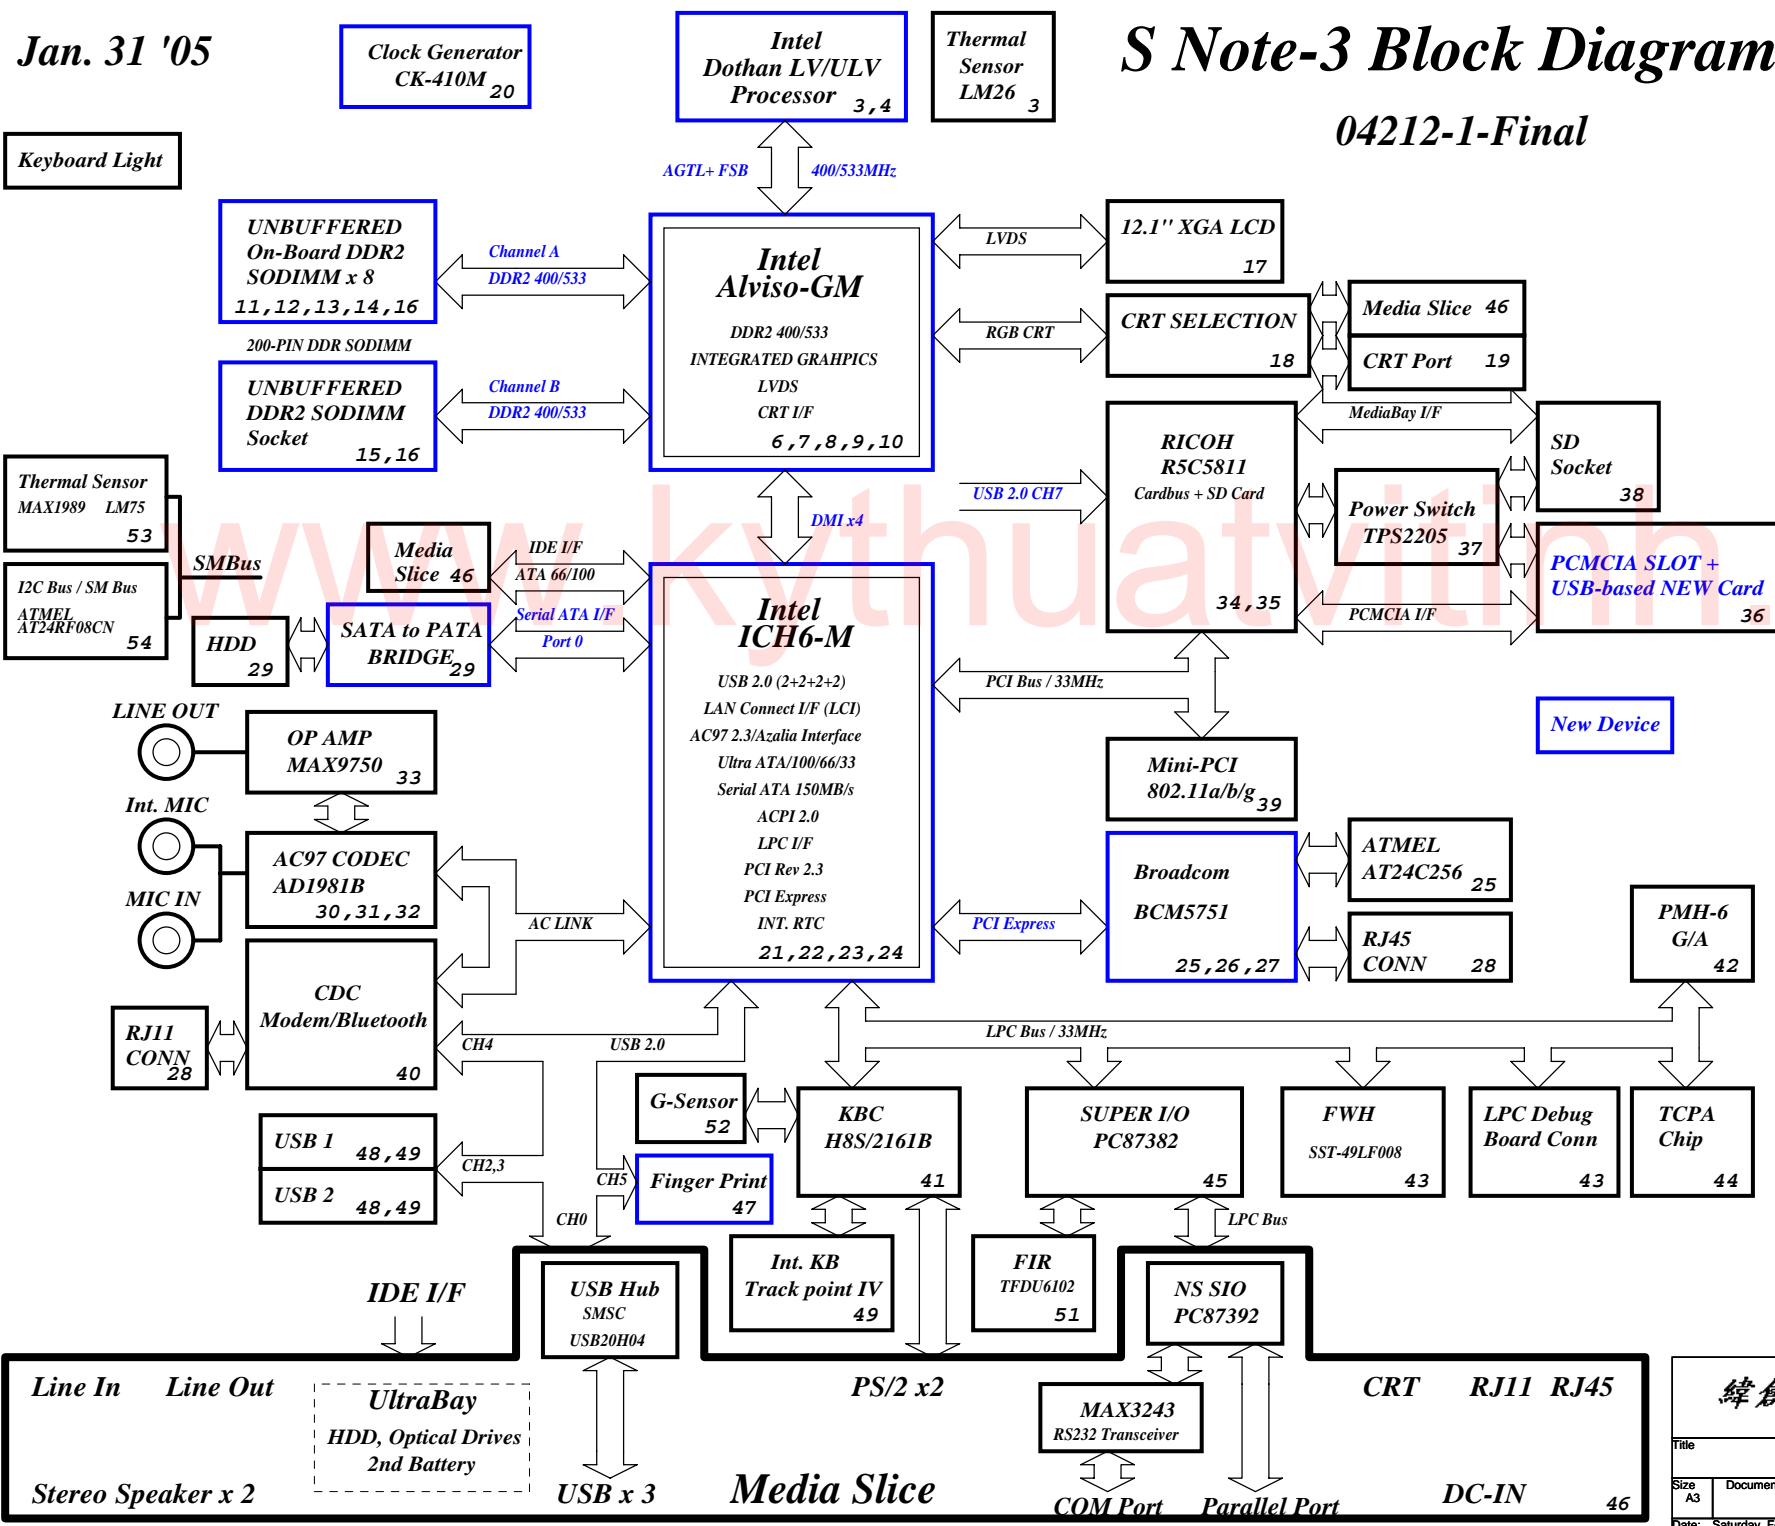 Jan. 31 '05
S Note-3 Block Diagram
04212-1-Final
Clock Generator
CK-410M 20
Intel
Dothan LV/ULV
Processor 3,4
Thermal
Sensor
LM26 3
Keyboard Light
AGTL+ FSB 400/533MHz
UNBUFFERED
On-Board DDR2
SODIMM x 8
11,12,13,14,16
Channel A
DDR2 400/533
200-PIN DDR SODIMM
UNBUFFERED
DDR2 SODIMM
Socket
15,16
Channel B
DDR2 400/533
Intel
Alviso-GM
DDR2 400/533
INTEGRATED GRAHPICS
LVDS
CRT I/F
6,7,8,9,10
LVDS
12.1'' XGA LCD
17
RGB CRT
CRT SELECTION
18
Media Slice 46
CRT Port 19
MediaBay I/F
RICOH
R5C5811
Cardbus + SD Card
34,35
USB 2.0 CH7
SD
Socket
38
Power Switch
TPS2205 37
PCMCIA SLOT +
USB-based NEW Card
36
PCMCIA I/F
Thermal Sensor
MAX1989 LM75
53
SMBus
I2C Bus / SM Bus
ATMEL
AT24RF08CN
54
www.kythuatvitinh.
DMI x4
Media
Slice 46
IDE I/F
ATA 66/100
HDD
29
SATA to PATA
BRIDGE 29
Serial ATA I/F
Port 0
Intel
ICH6-M
USB 2.0 (2+2+2+2)
LAN Connect I/F (LCI)
AC97 2.3/Azalia Interface
Ultra ATA/100/66/33
Serial ATA 150MB/s
ACPI 2.0
LPC I/F
PCI Rev 2.3
PCI Express
INT. RTC
21,22,23,24
PCI Bus / 33MHz
New Device
Mini-PCI
802.11a/b/g 39
LINE OUT
OP AMP
MAX9750 33
Int. MIC
AC97 CODEC
AD1981B
30,31,32
MIC IN
AC LINK
PCI Express
Broadcom
BCM5751
25,26,27
ATMEL
AT24C256 25
RJ45
CONN 28
PMH-6
G/A
42
CDC
Modem/Bluetooth
40
RJ11
CONN
28
CH4
USB 2.0
LPC Bus / 33MHz
G-Sensor
52
KBC
H8S/2161B
41
SUPER I/O
PC87382
45
FWH
SST-49LF008
43
LPC Debug
Board Conn
43
TCPA
Chip
44
USB 1 48,49
USB 2 48,49
CH2,3
CH5
Finger Print
47
CH0
LPC Bus
IDE I/F
USB Hub
SMSC
USB20H04
Int. KB
Track point IV
49
FIR
TFDU6102
51
NS SIO
PC87392
Line In Line Out
UltraBay
HDD, Optical Drives
2nd Battery
PS/2 x2
MAX3243
RS232 Transceiver
CRT RJ11 RJ45
Stereo Speaker x 2
USB x 3
Media Slice
COM Port
Parallel Port
DC-IN
46
緯創
Title
Size
A3
Date: Saturday,